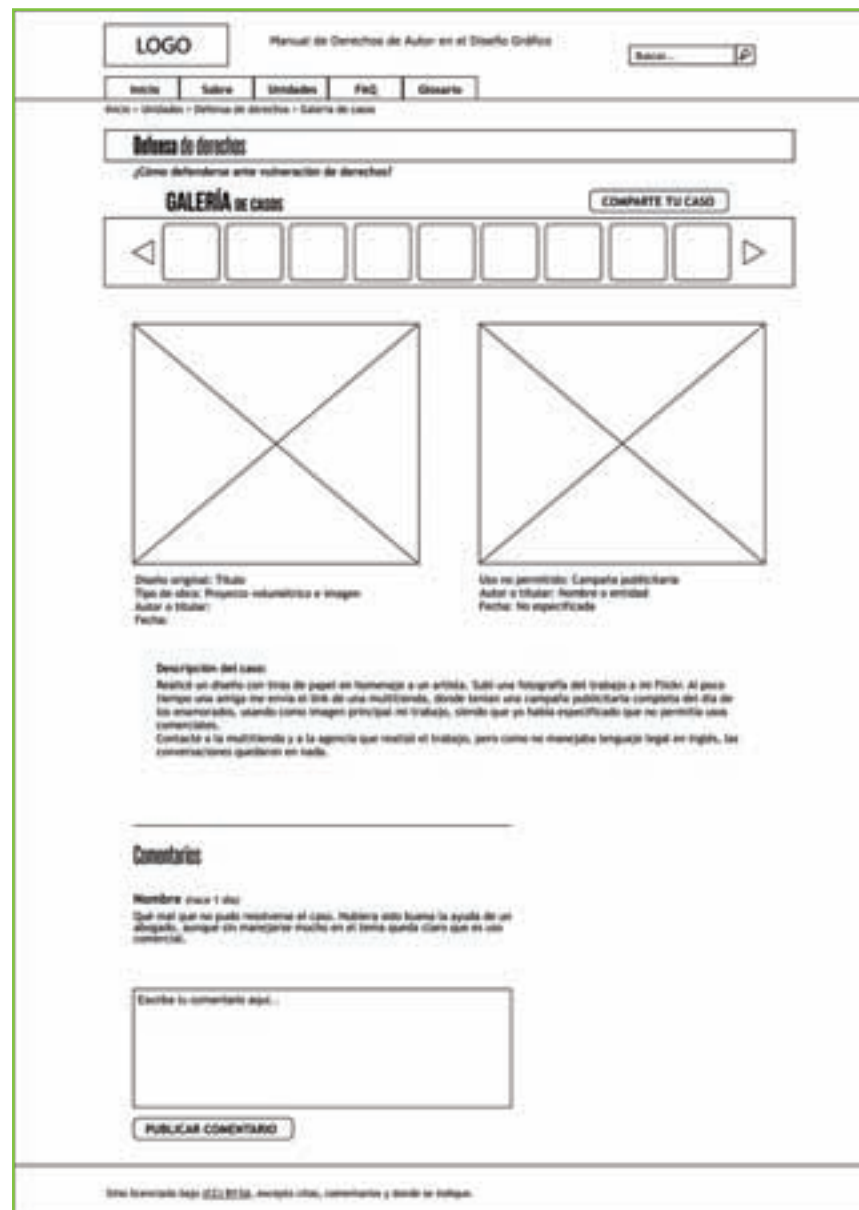 LOGO
Manual de Derechos de Autor en el Diseño Gráfico
Buscar...
Inicio Sobre Unidades FAQ Glosario
Inicio > Unidades > Defensa de derechos > Galería de casos
Defensa de derechos
¿Cómo defenderse ante vulneración de derechos?
GALERÍA DE CASOS
COMPARTE TU CASO
Diseño original: Título
Tipo de obra: Proyecto volumétrico e imagen
Autor o titular:
Fecha:
Uso no permitido: Campaña publicitaria
Autor o titular: Nombre o entidad
Fecha: No especificada
Descripción del caso:
Realicé un diseño con tiras de papel en homenaje a un artista. Subí una fotografía del trabajo a mi Flickr. Al poco
tiempo una amiga me envía el link de una multitienda, donde tenían una campaña publicitaria completa del día de
los enamorados, usando como imagen principal mi trabajo, siendo que yo había especificado que no permitía usos
comerciales.
Contacté a la multitienda y a la agencia que realizó el trabajo, pero como no manejaba lenguaje legal en inglés, las
conversaciones quedaron en nada.
Comentarios
Nombre (hace 1 día)
Qué mal que no pudo resolverse el caso. Hubiera sido buena la ayuda de un
abogado, aunque sin manejarse mucho en el tema queda claro que es uso
comercial.
Escribe tu comentario aquí...
PUBLICAR COMENTARIO
Sitio licenciado bajo (CC) BY-SA, excepto citas, comentarios y donde se indique.